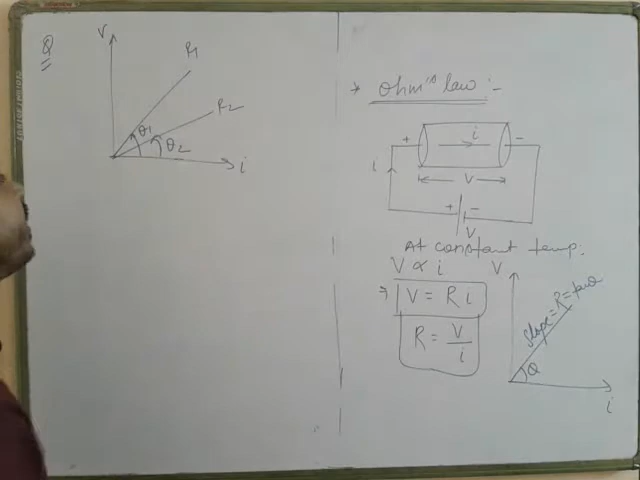 Q
V
R1
R2
θ1
θ2
i
* Ohm's law :-
+ i -
i
V
+ -
V
At constant temp.
V ∝ i
⇒ V = Ri
R = V/i
V
slope = R = tanθ
θ
i